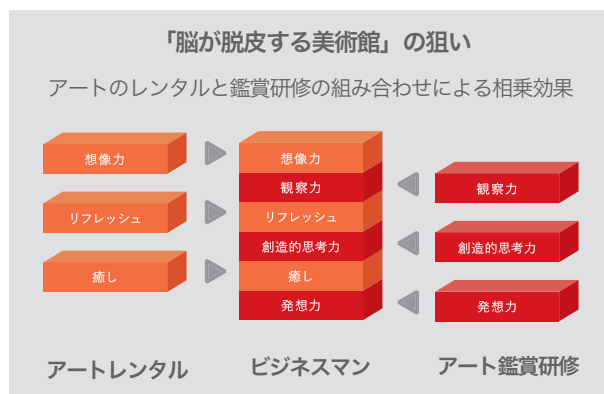 「脳が脱皮する美術館」の狙い
アートのレンタルと鑑賞研修の組み合わせによる相乗効果
想像力
リフレッシュ
癒し
想像力
観察力
リフレッシュ
創造的思考力
癒し
発想力
観察力
創造的思考力
発想力
アートレンタル
ビジネスマン
アート鑑賞研修